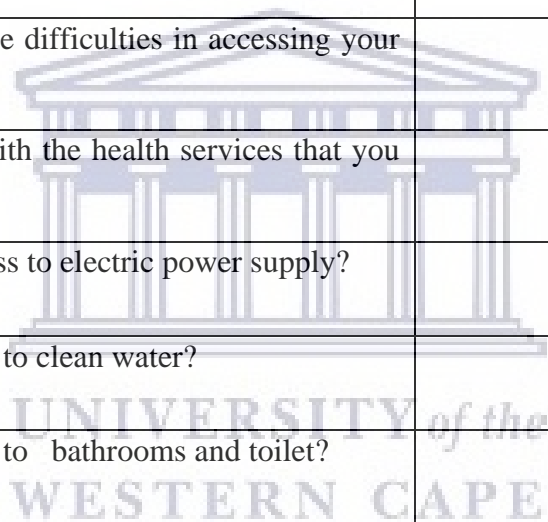 e difficulties in accessing your
ith the health services that you
ss to electric power supply?
to clean water?
UNIVERSITY of the
to bathrooms and toilet?
WESTERN CAPE